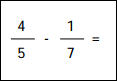 4/5 - 1/7 =